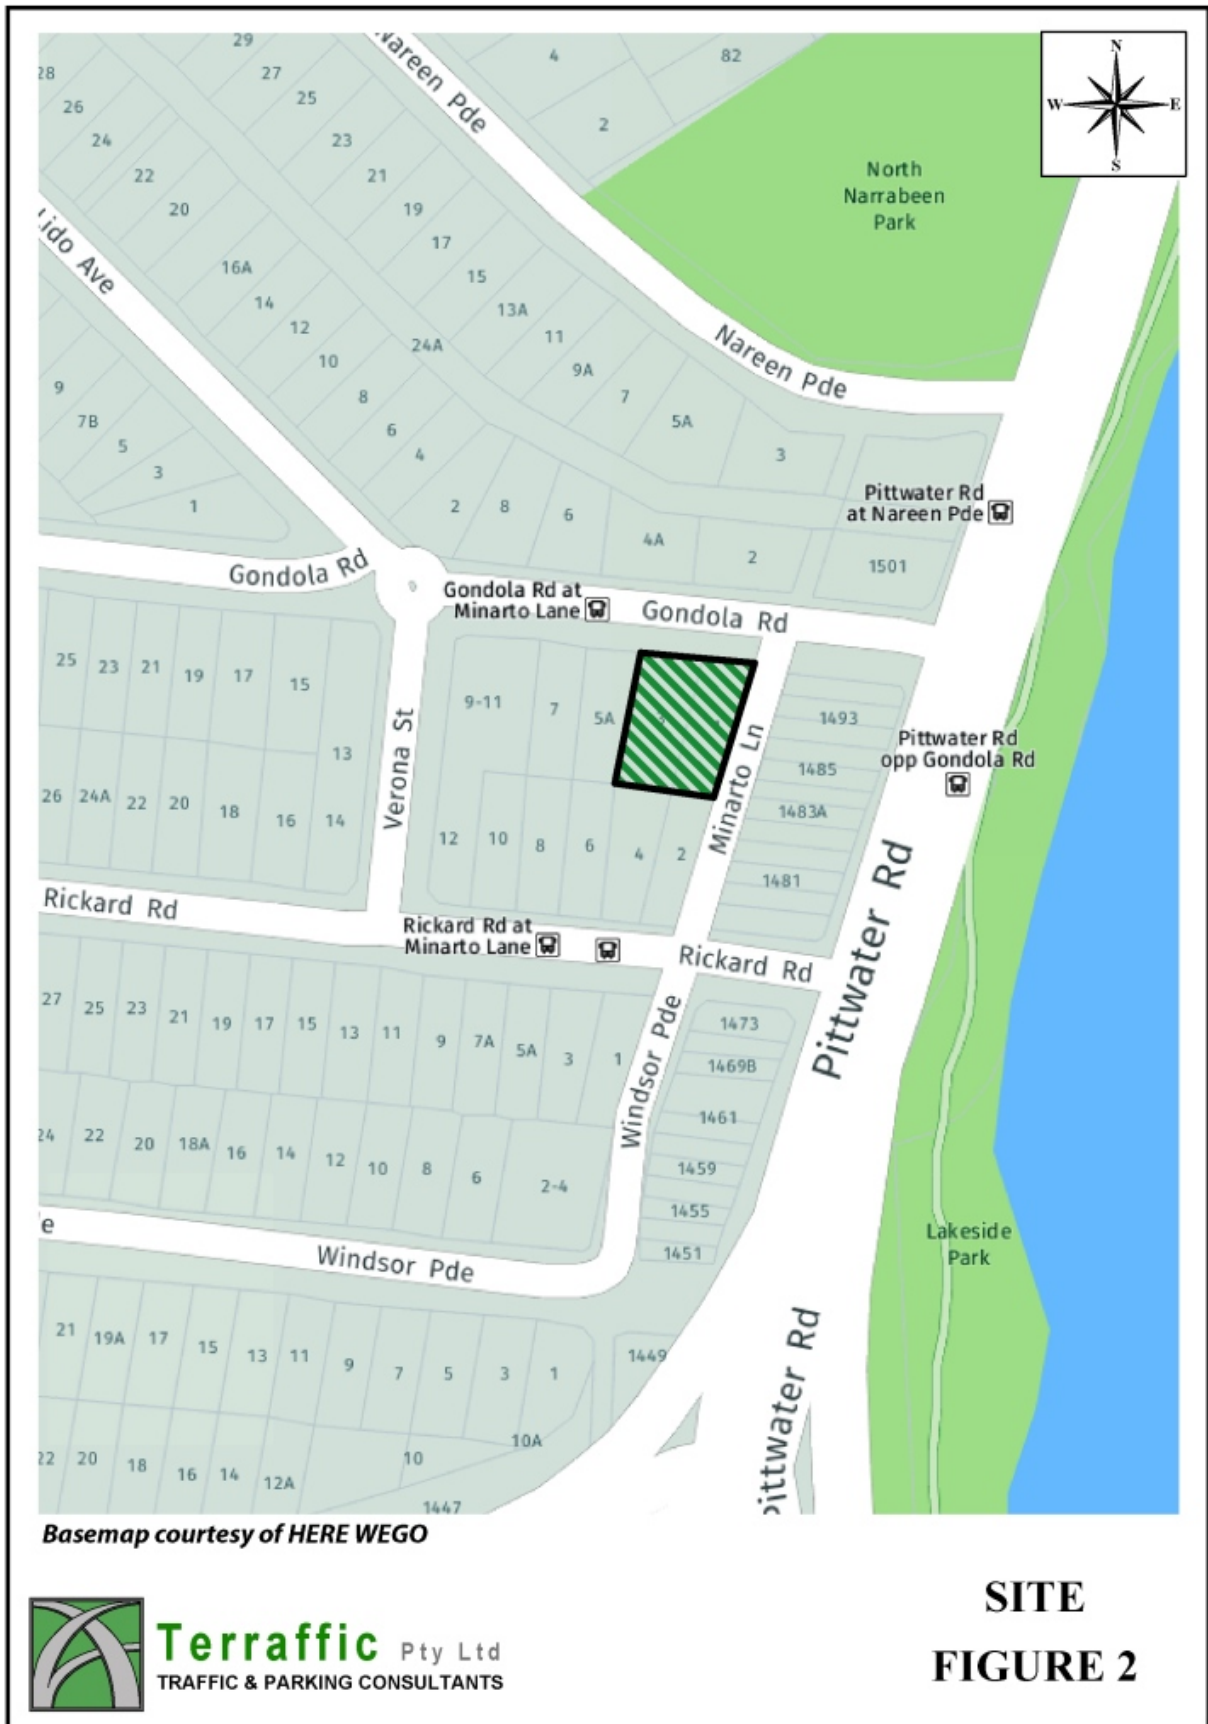 N
W
E
S
29
28
27
26
25
24
23
22
21
20
19
17
16A
15
14
13A
12
11
10
24A
9A
8
7
6
5A
4
3
4
82
2
Nareen Pde
North
Narrabeen
Park
Lido Ave
Nareen Pde
9
7B
5
3
1
2
8
6
4A
2
1501
Pittwater Rd
at Nareen Pde
Gondola Rd
Gondola Rd at
Minarto Lane
Gondola Rd
25
23
21
19
17
15
13
9-11
7
5A
1493
Pittwater Rd
opp Gondola Rd
1485
1483A
1481
Verona St
Minarto Ln
26
24A
22
20
18
16
14
12
10
8
6
4
2
Rickard Rd
Rickard Rd at
Minarto Lane
Rickard Rd
Pittwater Rd
27
25
23
21
19
17
15
13
11
9
7A
5A
3
1
Windsor Pde
1473
1469B
1461
1459
1455
1451
24
22
20
18A
16
14
12
10
8
6
2-4
Lakeside
Park
Windsor Pde
21
19A
17
15
13
11
9
7
5
3
1
1449
Pittwater Rd
22
20
18
16
14
12A
10
10A
1447
Basemap courtesy of HERE WEGO
Terraffic Pty Ltd
TRAFFIC & PARKING CONSULTANTS
SITE
FIGURE 2